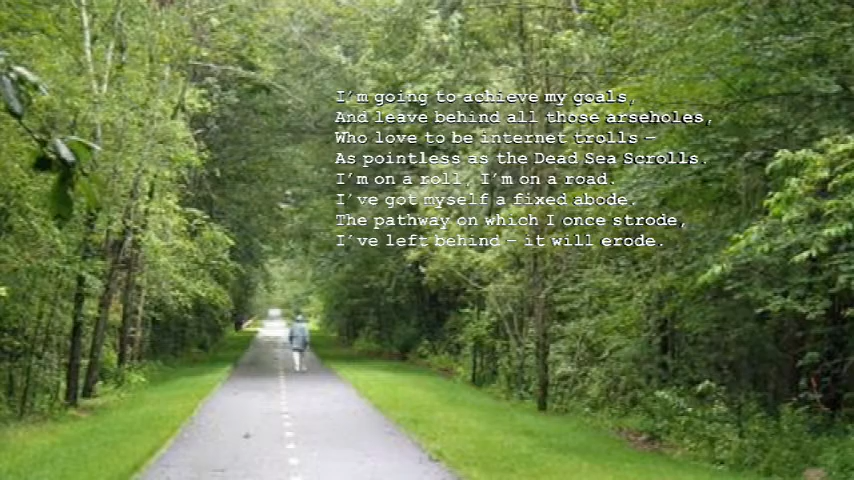 I'm going to achieve my goals,
And leave behind all those arseholes,
Who love to be internet trolls –
As pointless as the Dead Sea Scrolls.
I'm on a roll, I'm on a road.
I've got myself a fixed abode.
The pathway on which I once strode,
I've left behind – it will erode.